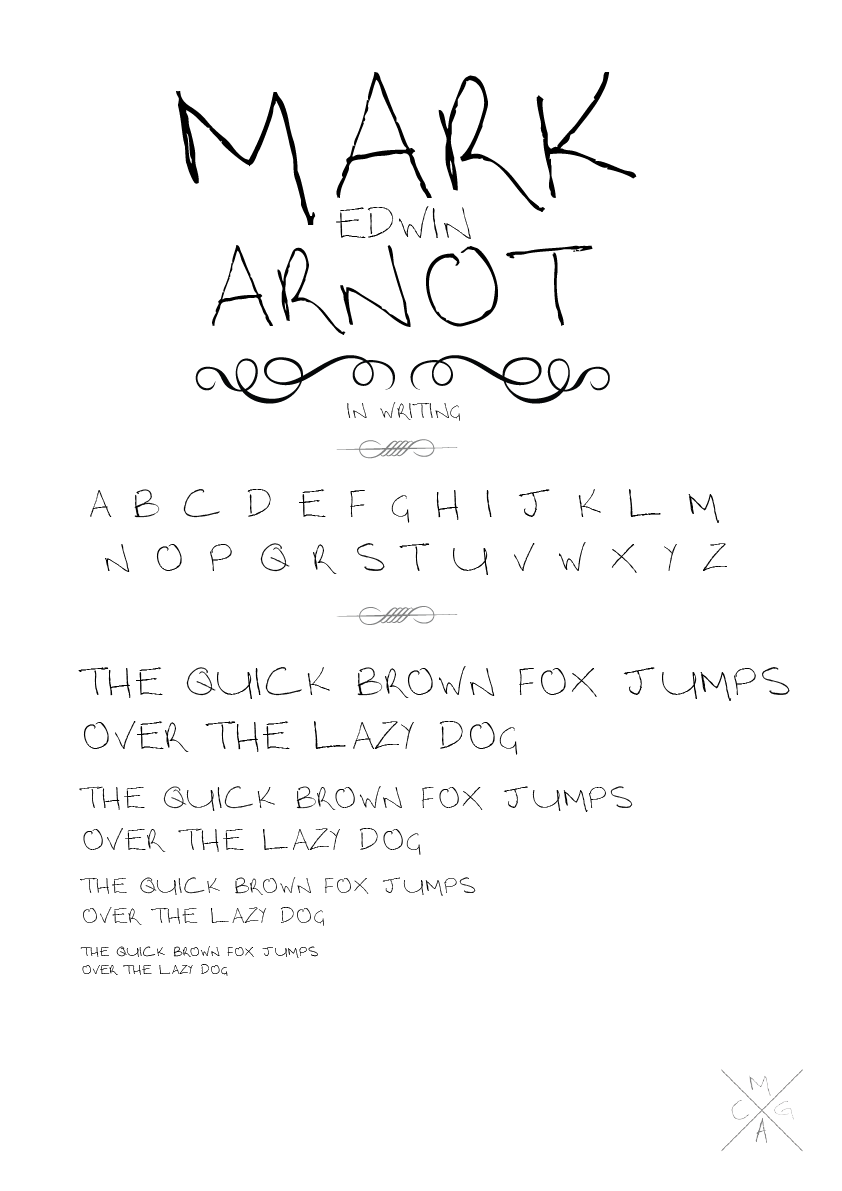 MARK
EDWIN
ARNOT
IN WRITING
A B C D E F G H I J K L M
N O P Q R S T U V W X Y Z
THE QUICK BROWN FOX JUMPS
OVER THE LAZY DOG
THE QUICK BROWN FOX JUMPS
OVER THE LAZY DOG
THE QUICK BROWN FOX JUMPS
OVER THE LAZY DOG
THE QUICK BROWN FOX JUMPS
OVER THE LAZY DOG
M
C G
A